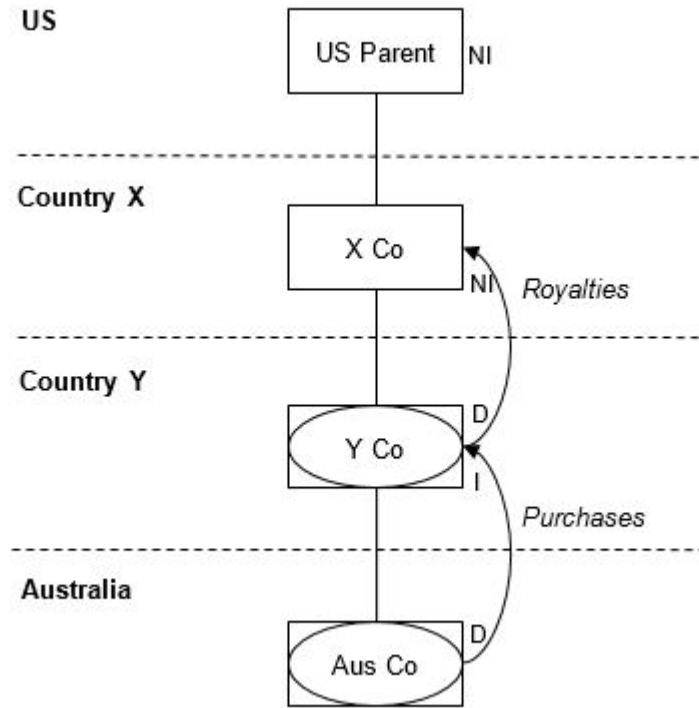 US
US Parent NI
Country X
X Co
NI
Royalties
Country Y
D
Y Co
I
Purchases
Australia
D
Aus Co